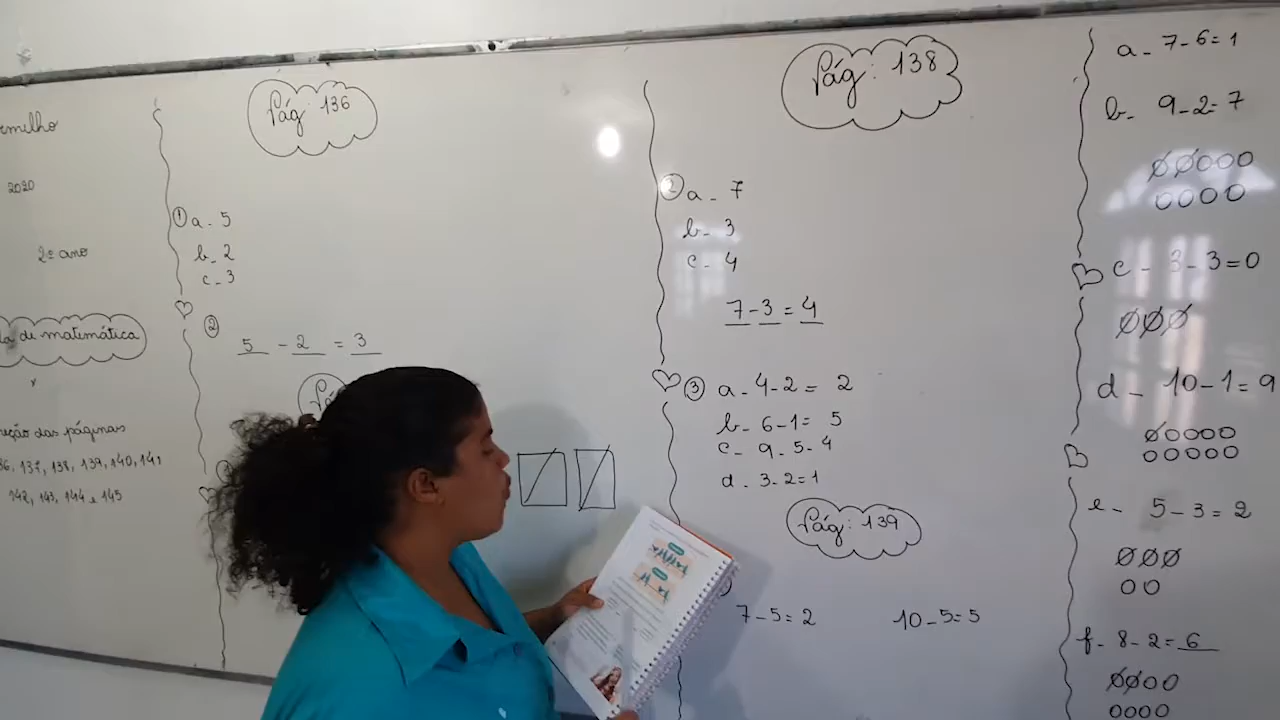 2020
2º ano
de matemática
das páginas
137, 138, 139, 140, 141
142, 143, 144 e 145
Pág: 136
① a - 5
b - 2
c - 3
②
5 - 2 = 3
Pág: 138
② a - 7
b - 3
c - 4
7 - 3 = 4
③ a - 4 - 2 = 2
b - 6 - 1 = 5
c - 9 - 5 - 4
d - 3 - 2 = 1
Pág: 139
7 - 5 = 2 10 - 5 = 5
a - 7 - 6 = 1
b - 9 - 2 = 7
c - 3 - 3 = 0
d - 10 - 1 = 9
e - 5 - 3 = 2
f - 8 - 2 = 6